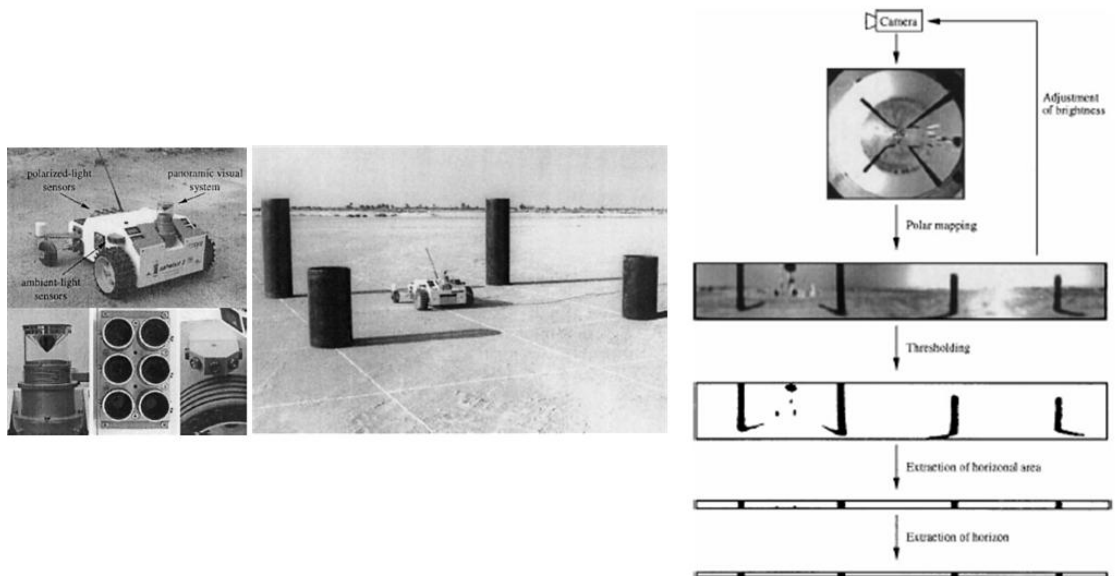 polarized-light
sensors
panoramic visual
system
ambient-light
sensors
Camera
Adjustment
of brightness
Polar mapping
Thresholding
Extraction of horizonal area
Extraction of horizon